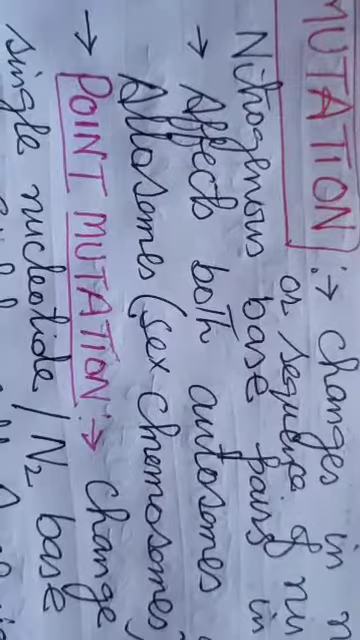 MUTATION :→ changes in
or sequence of
Nitrogenous base pairs in
→ Affects both autosomes
Allosomes (sex chromosomes)
→ POINT MUTATION :→ change
single nucleotide / N₂ base